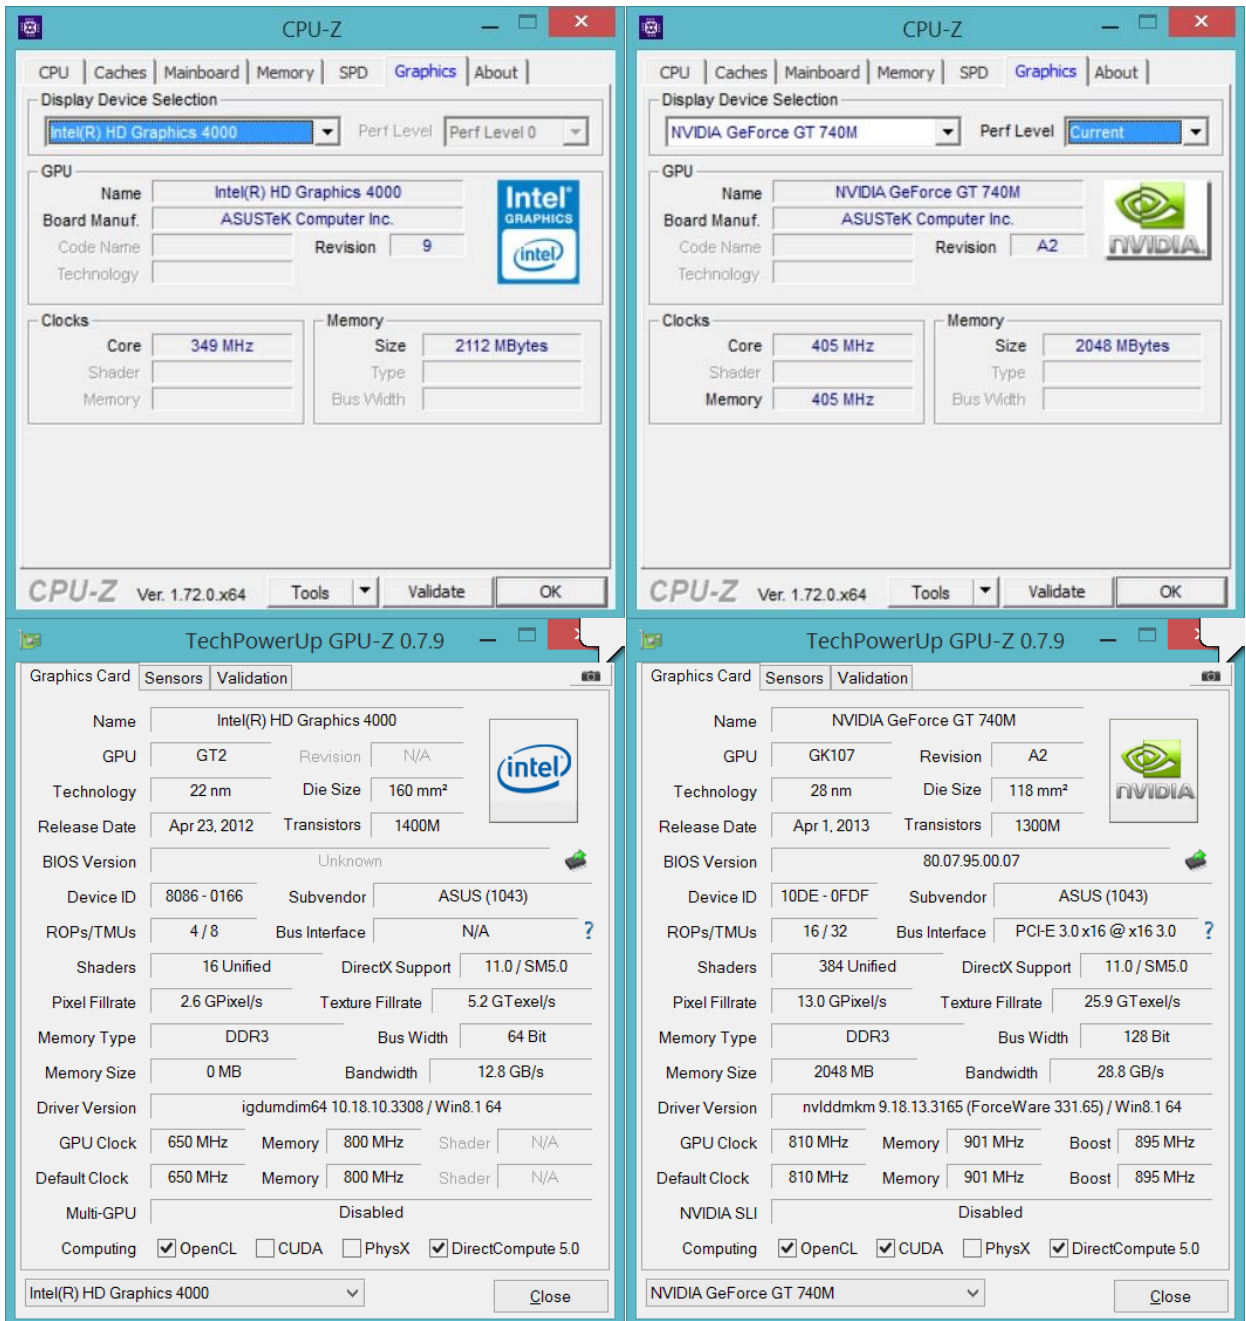 CPU-Z
CPU Caches Mainboard Memory SPD Graphics About
Display Device Selection
Intel(R) HD Graphics 4000 Perf Level Perf Level 0
GPU
Name Intel(R) HD Graphics 4000
Board Manuf. ASUSTeK Computer Inc.
Code Name Revision 9
Technology
intel GRAPHICS
(intel)
Clocks
Core 349 MHz
Shader
Memory
Memory
Size 2112 MBytes
Type
Bus Width
CPU-Z Ver. 1.72.0.x64 Tools Validate OK
CPU-Z
CPU Caches Mainboard Memory SPD Graphics About
Display Device Selection
NVIDIA GeForce GT 740M Perf Level Current
GPU
Name NVIDIA GeForce GT 740M
Board Manuf. ASUSTeK Computer Inc.
Code Name Revision A2
Technology
NVIDIA.
Clocks
Core 405 MHz
Shader
Memory 405 MHz
Memory
Size 2048 MBytes
Type
Bus Width
CPU-Z Ver. 1.72.0.x64 Tools Validate OK
TechPowerUp GPU-Z 0.7.9
Graphics Card Sensors Validation
Name Intel(R) HD Graphics 4000
GPU GT2 Revision N/A
(intel)
Technology 22 nm Die Size 160 mm²
Release Date Apr 23, 2012 Transistors 1400M
BIOS Version Unknown
Device ID 8086 - 0166 Subvendor ASUS (1043)
ROPs/TMUs 4 / 8 Bus Interface N/A ?
Shaders 16 Unified DirectX Support 11.0 / SM5.0
Pixel Fillrate 2.6 GPixel/s Texture Fillrate 5.2 GTexel/s
Memory Type DDR3 Bus Width 64 Bit
Memory Size 0 MB Bandwidth 12.8 GB/s
Driver Version igdumdim64 10.18.10.3308 / Win8.1 64
GPU Clock 650 MHz Memory 800 MHz Shader N/A
Default Clock 650 MHz Memory 800 MHz Shader N/A
Multi-GPU Disabled
Computing OpenCL CUDA PhysX DirectCompute 5.0
Intel(R) HD Graphics 4000 Close
TechPowerUp GPU-Z 0.7.9
Graphics Card Sensors Validation
Name NVIDIA GeForce GT 740M
GPU GK107 Revision A2
NVIDIA
Technology 28 nm Die Size 118 mm²
Release Date Apr 1, 2013 Transistors 1300M
BIOS Version 80.07.95.00.07
Device ID 10DE - 0FDF Subvendor ASUS (1043)
ROPs/TMUs 16 / 32 Bus Interface PCI-E 3.0 x16 @ x16 3.0 ?
Shaders 384 Unified DirectX Support 11.0 / SM5.0
Pixel Fillrate 13.0 GPixel/s Texture Fillrate 25.9 GTexel/s
Memory Type DDR3 Bus Width 128 Bit
Memory Size 2048 MB Bandwidth 28.8 GB/s
Driver Version nvlddmkm 9.18.13.3165 (ForceWare 331.65) / Win8.1 64
GPU Clock 810 MHz Memory 901 MHz Boost 895 MHz
Default Clock 810 MHz Memory 901 MHz Boost 895 MHz
NVIDIA SLI Disabled
Computing OpenCL CUDA PhysX DirectCompute 5.0
NVIDIA GeForce GT 740M Close